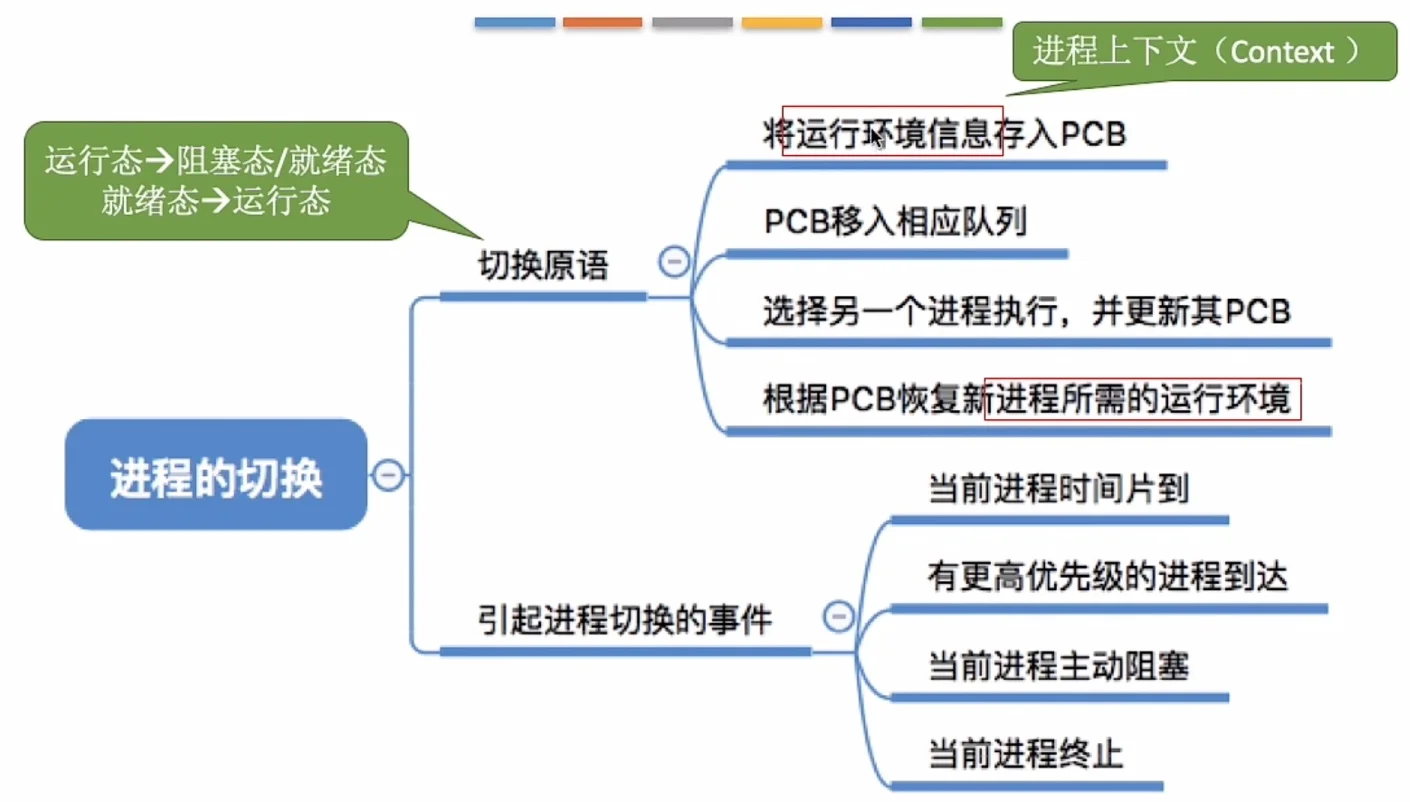 进程上下文（Context ）
将运行环境信息存入PCB
运行态→阻塞态/就绪态
就绪态→运行态
PCB移入相应队列
切换原语
选择另一个进程执行，并更新其PCB
根据PCB恢复新进程所需的运行环境
进程的切换
当前进程时间片到
有更高优先级的进程到达
引起进程切换的事件
当前进程主动阻塞
当前进程终止